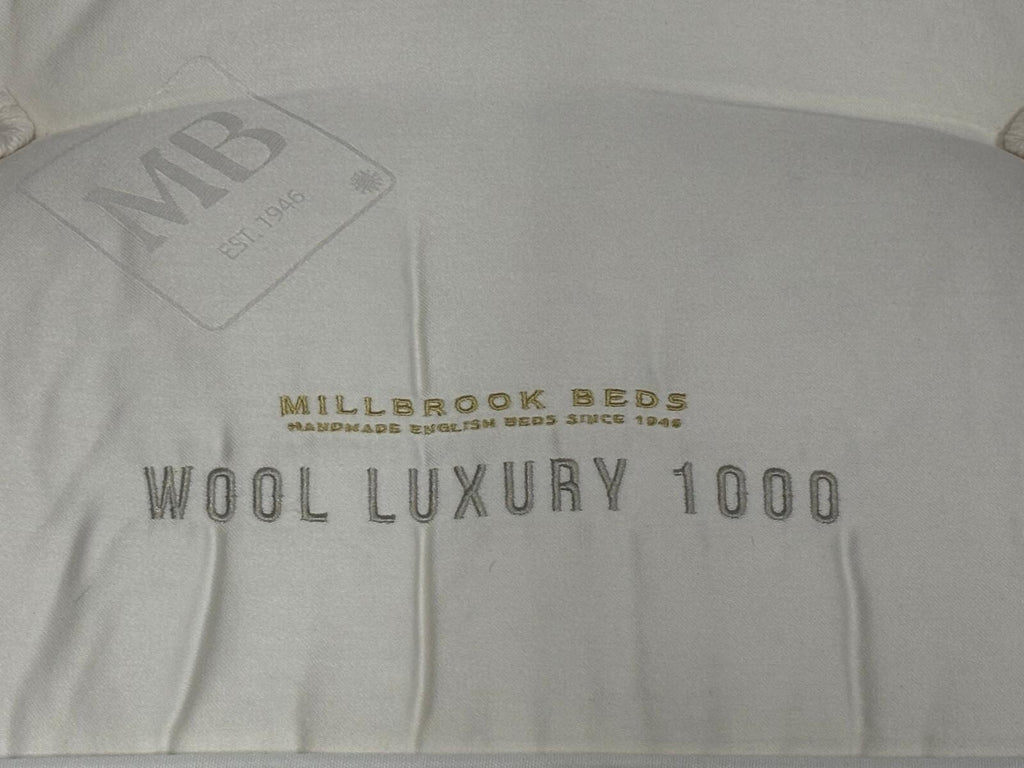 MB
EST. 1946
MILLBROOK BEDS
HANDMADE ENGLISH BEDS SINCE 1946
WOOL LUXURY 1000